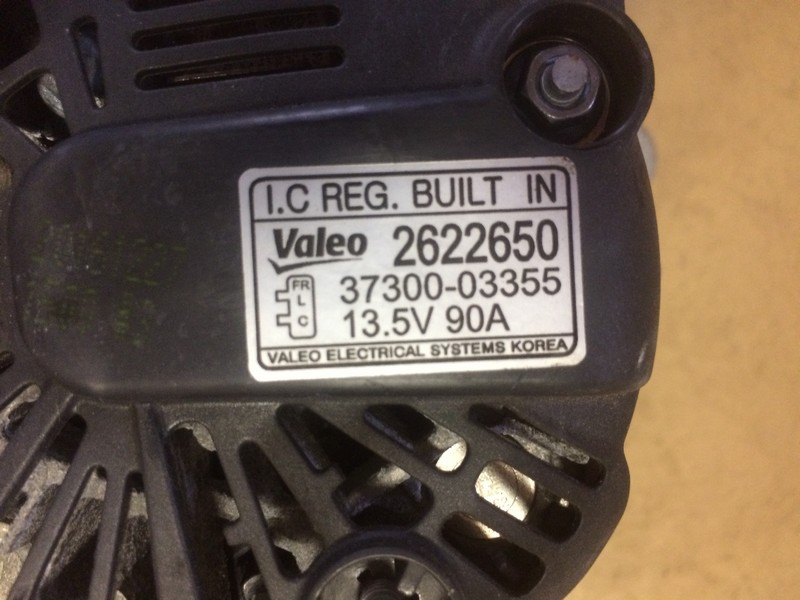 I.C REG. BUILT IN
Valeo 2622650
FR
L
C
37300-03355
13.5V 90A
VALEO ELECTRICAL SYSTEMS KOREA